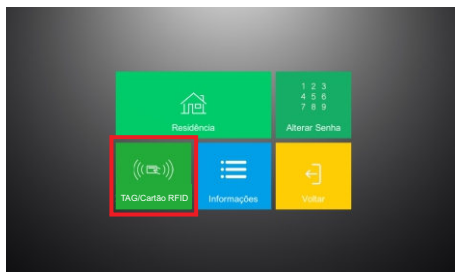 1 2 3
4 5 6
7 8 9
Residência
Alterar Senha
TAG/Cartão RFID
Informações
Voltar